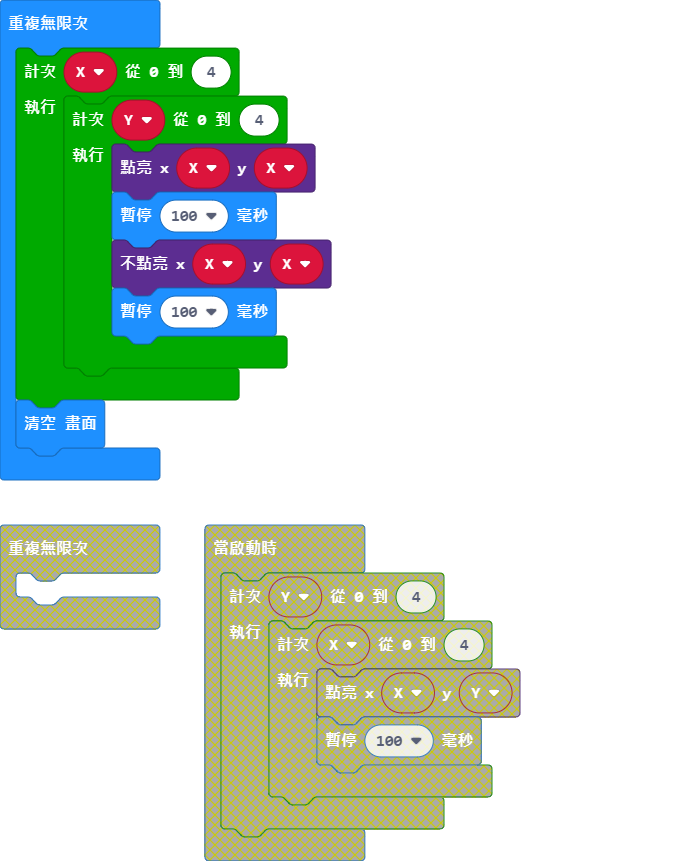 重複無限次
計次 X 從 0 到 4
執行
計次 Y 從 0 到 4
執行
點亮 x X y X
暫停 100 毫秒
不點亮 x X y X
暫停 100 毫秒
清空 畫面
重複無限次
當啟動時
計次 Y 從 0 到 4
執行
計次 X 從 0 到 4
執行
點亮 x X y Y
暫停 100 毫秒